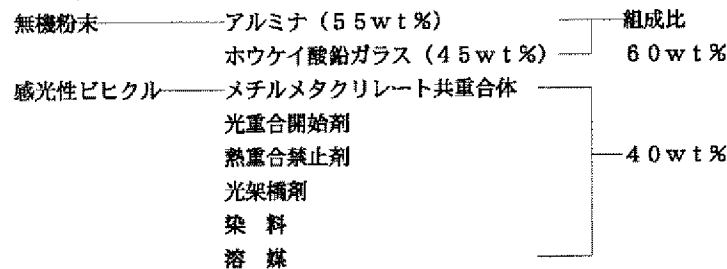 無機粉末 アルミナ(55wt%) 組成比
ホウケイ酸鉛ガラス(45wt%) 60wt%
感光性ビヒクル メチルメタクリレート共重合体
光重合開始剤
熱重合禁止剤 40wt%
光架橋剤
染 料
溶 媒